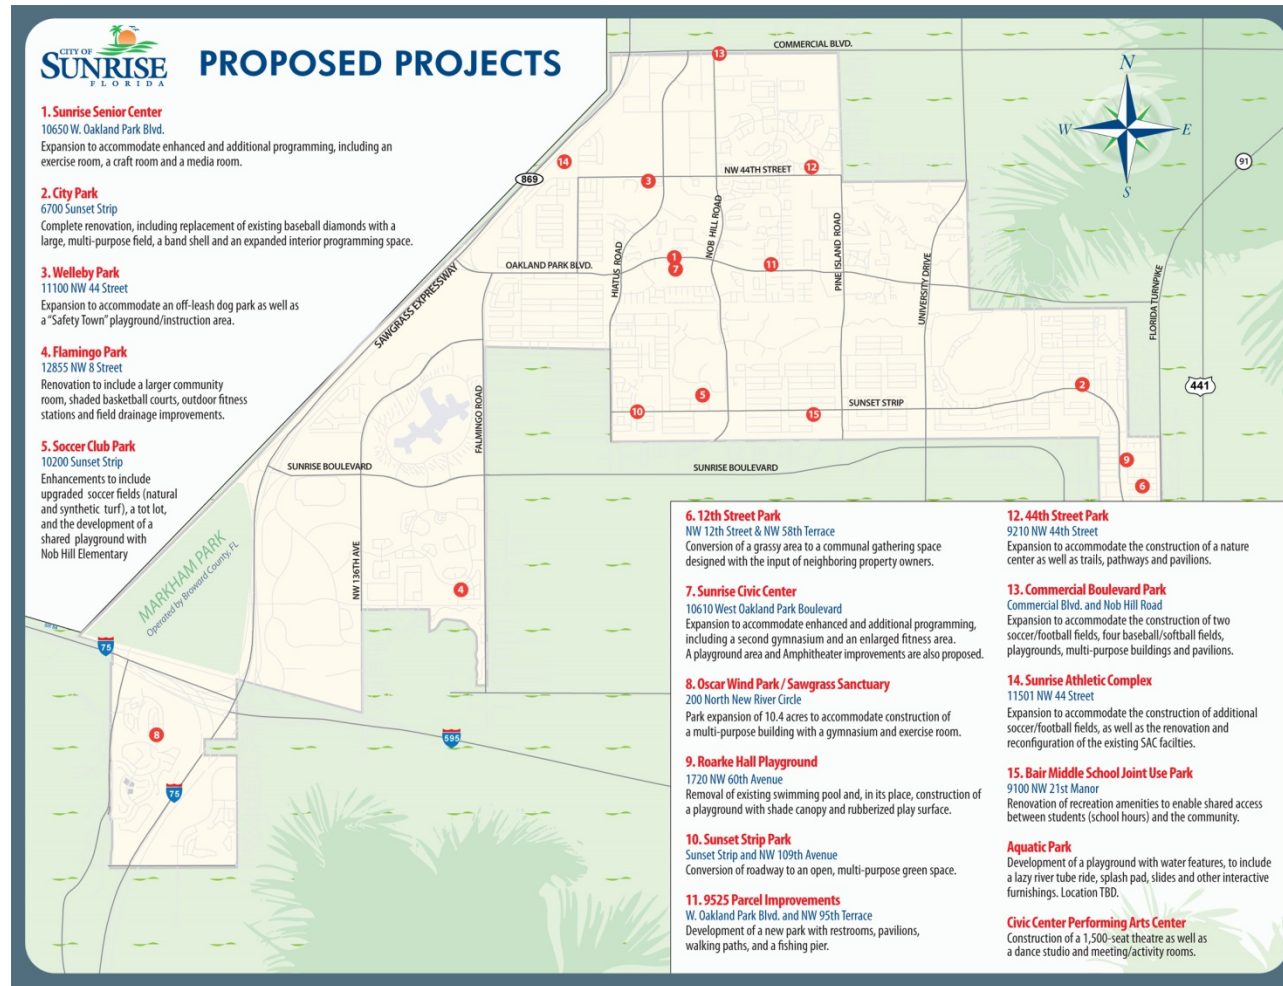 CITY OF
SUNRISE
FLORIDA
PROPOSED PROJECTS
1. Sunrise Senior Center
10650 W. Oakland Park Blvd.
Expansion to accommodate enhanced and additional programming, including an
exercise room, a craft room and a media room.
2. City Park
6700 Sunset Strip
Complete renovation, including replacement of existing baseball diamonds with a
large, multi-purpose field, a band shell and an expanded interior programming space.
3. Welleby Park
11100 NW 44 Street
Expansion to accommodate an off-leash dog park as well as
a "Safety Town" playground/instruction area.
4. Flamingo Park
12855 NW 8 Street
Renovation to include a larger community
room, shaded basketball courts, outdoor fitness
stations and field drainage improvements.
5. Soccer Club Park
10200 Sunset Strip
Enhancements to include
upgraded soccer fields (natural
and synthetic turf), a tot lot,
and the development of a
shared playground with
Nob Hill Elementary
COMMERCIAL BLVD.
13
N
W
E
S
91
14
869
3
NW 44TH STREET
12
SAWGRASS EXPRESSWAY
OAKLAND PARK BLVD.
HIATUS ROAD
1
7
NOB HILL ROAD
11
PINE ISLAND ROAD
UNIVERSITY DRIVE
FLORIDA TURNPIKE
441
FALMINGO ROAD
10
5
15
SUNSET STRIP
2
9
6
SUNRISE BOULEVARD
SUNRISE BOULEVARD
NW 136TH AVE
4
MARKHAM PARK
Operated by Broward County, FL
75
8
75
595
6. 12th Street Park
NW 12th Street & NW 58th Terrace
Conversion of a grassy area to a communal gathering space
designed with the input of neighboring property owners.
7. Sunrise Civic Center
10610 West Oakland Park Boulevard
Expansion to accommodate enhanced and additional programming,
including a second gymnasium and an enlarged fitness area.
A playground area and Amphitheater improvements are also proposed.
8. Oscar Wind Park / Sawgrass Sanctuary
200 North New River Circle
Park expansion of 10.4 acres to accommodate construction of
a multi-purpose building with a gymnasium and exercise room.
9. Roarke Hall Playground
1720 NW 60th Avenue
Removal of existing swimming pool and, in its place, construction of
a playground with shade canopy and rubberized play surface.
10. Sunset Strip Park
Sunset Strip and NW 109th Avenue
Conversion of roadway to an open, multi-purpose green space.
11. 9525 Parcel Improvements
W. Oakland Park Blvd. and NW 95th Terrace
Development of a new park with restrooms, pavilions,
walking paths, and a fishing pier.
12. 44th Street Park
9210 NW 44th Street
Expansion to accommodate the construction of a nature
center as well as trails, pathways and pavilions.
13. Commercial Boulevard Park
Commercial Blvd. and Nob Hill Road
Expansion to accommodate the construction of two
soccer/football fields, four baseball/softball fields,
playgrounds, multi-purpose buildings and pavilions.
14. Sunrise Athletic Complex
11501 NW 44 Street
Expansion to accommodate the construction of additional
soccer/football fields, as well as the renovation and
reconfiguration of the existing SAC facilties.
15. Bair Middle School Joint Use Park
9100 NW 21st Manor
Renovation of recreation amenities to enable shared access
between students (school hours) and the community.
Aquatic Park
Development of a playground with water features, to include
a lazy river tube ride, splash pad, slides and other interactive
furnishings. Location TBD.
Civic Center Performing Arts Center
Construction of a 1,500-seat theatre as well as
a dance studio and meeting/activity rooms.